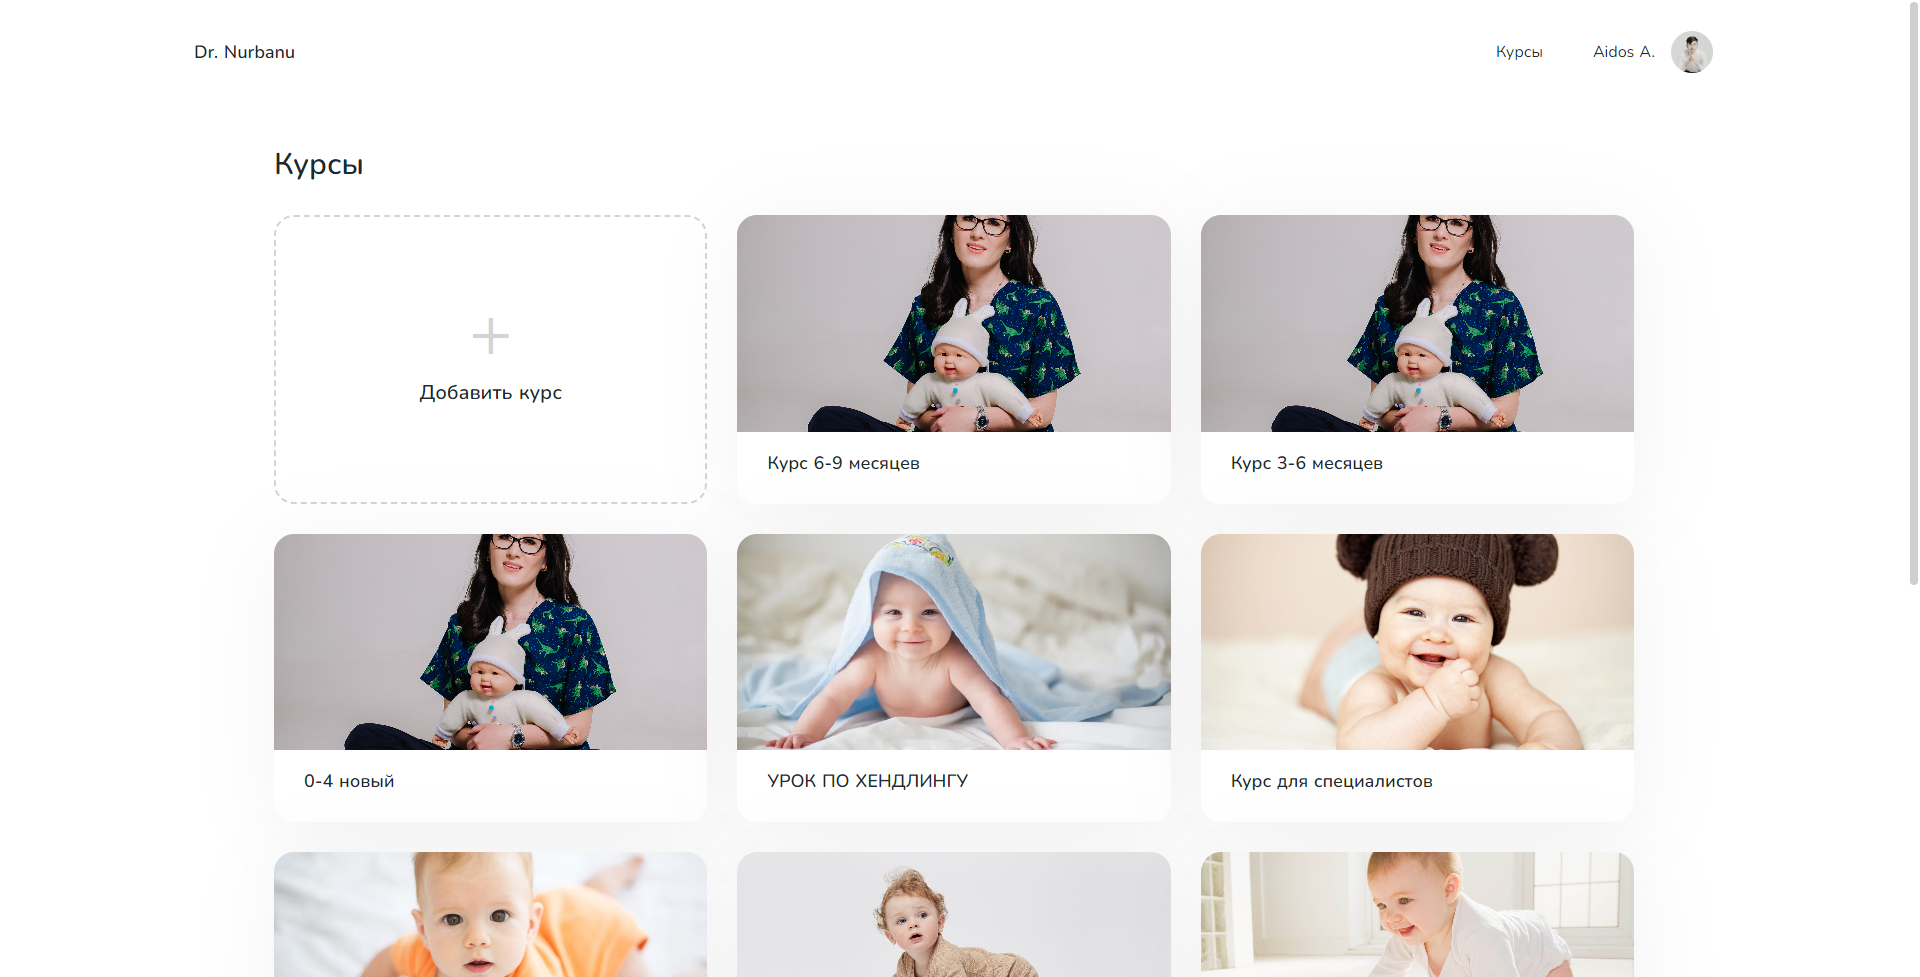 Dr. Nurbanu
Курсы
Aidos A.
Курсы
Добавить курс
Курс 6-9 месяцев
Курс 3-6 месяцев
0-4 новый
УРОК ПО ХЕНДЛИНГУ
Курс для специалистов